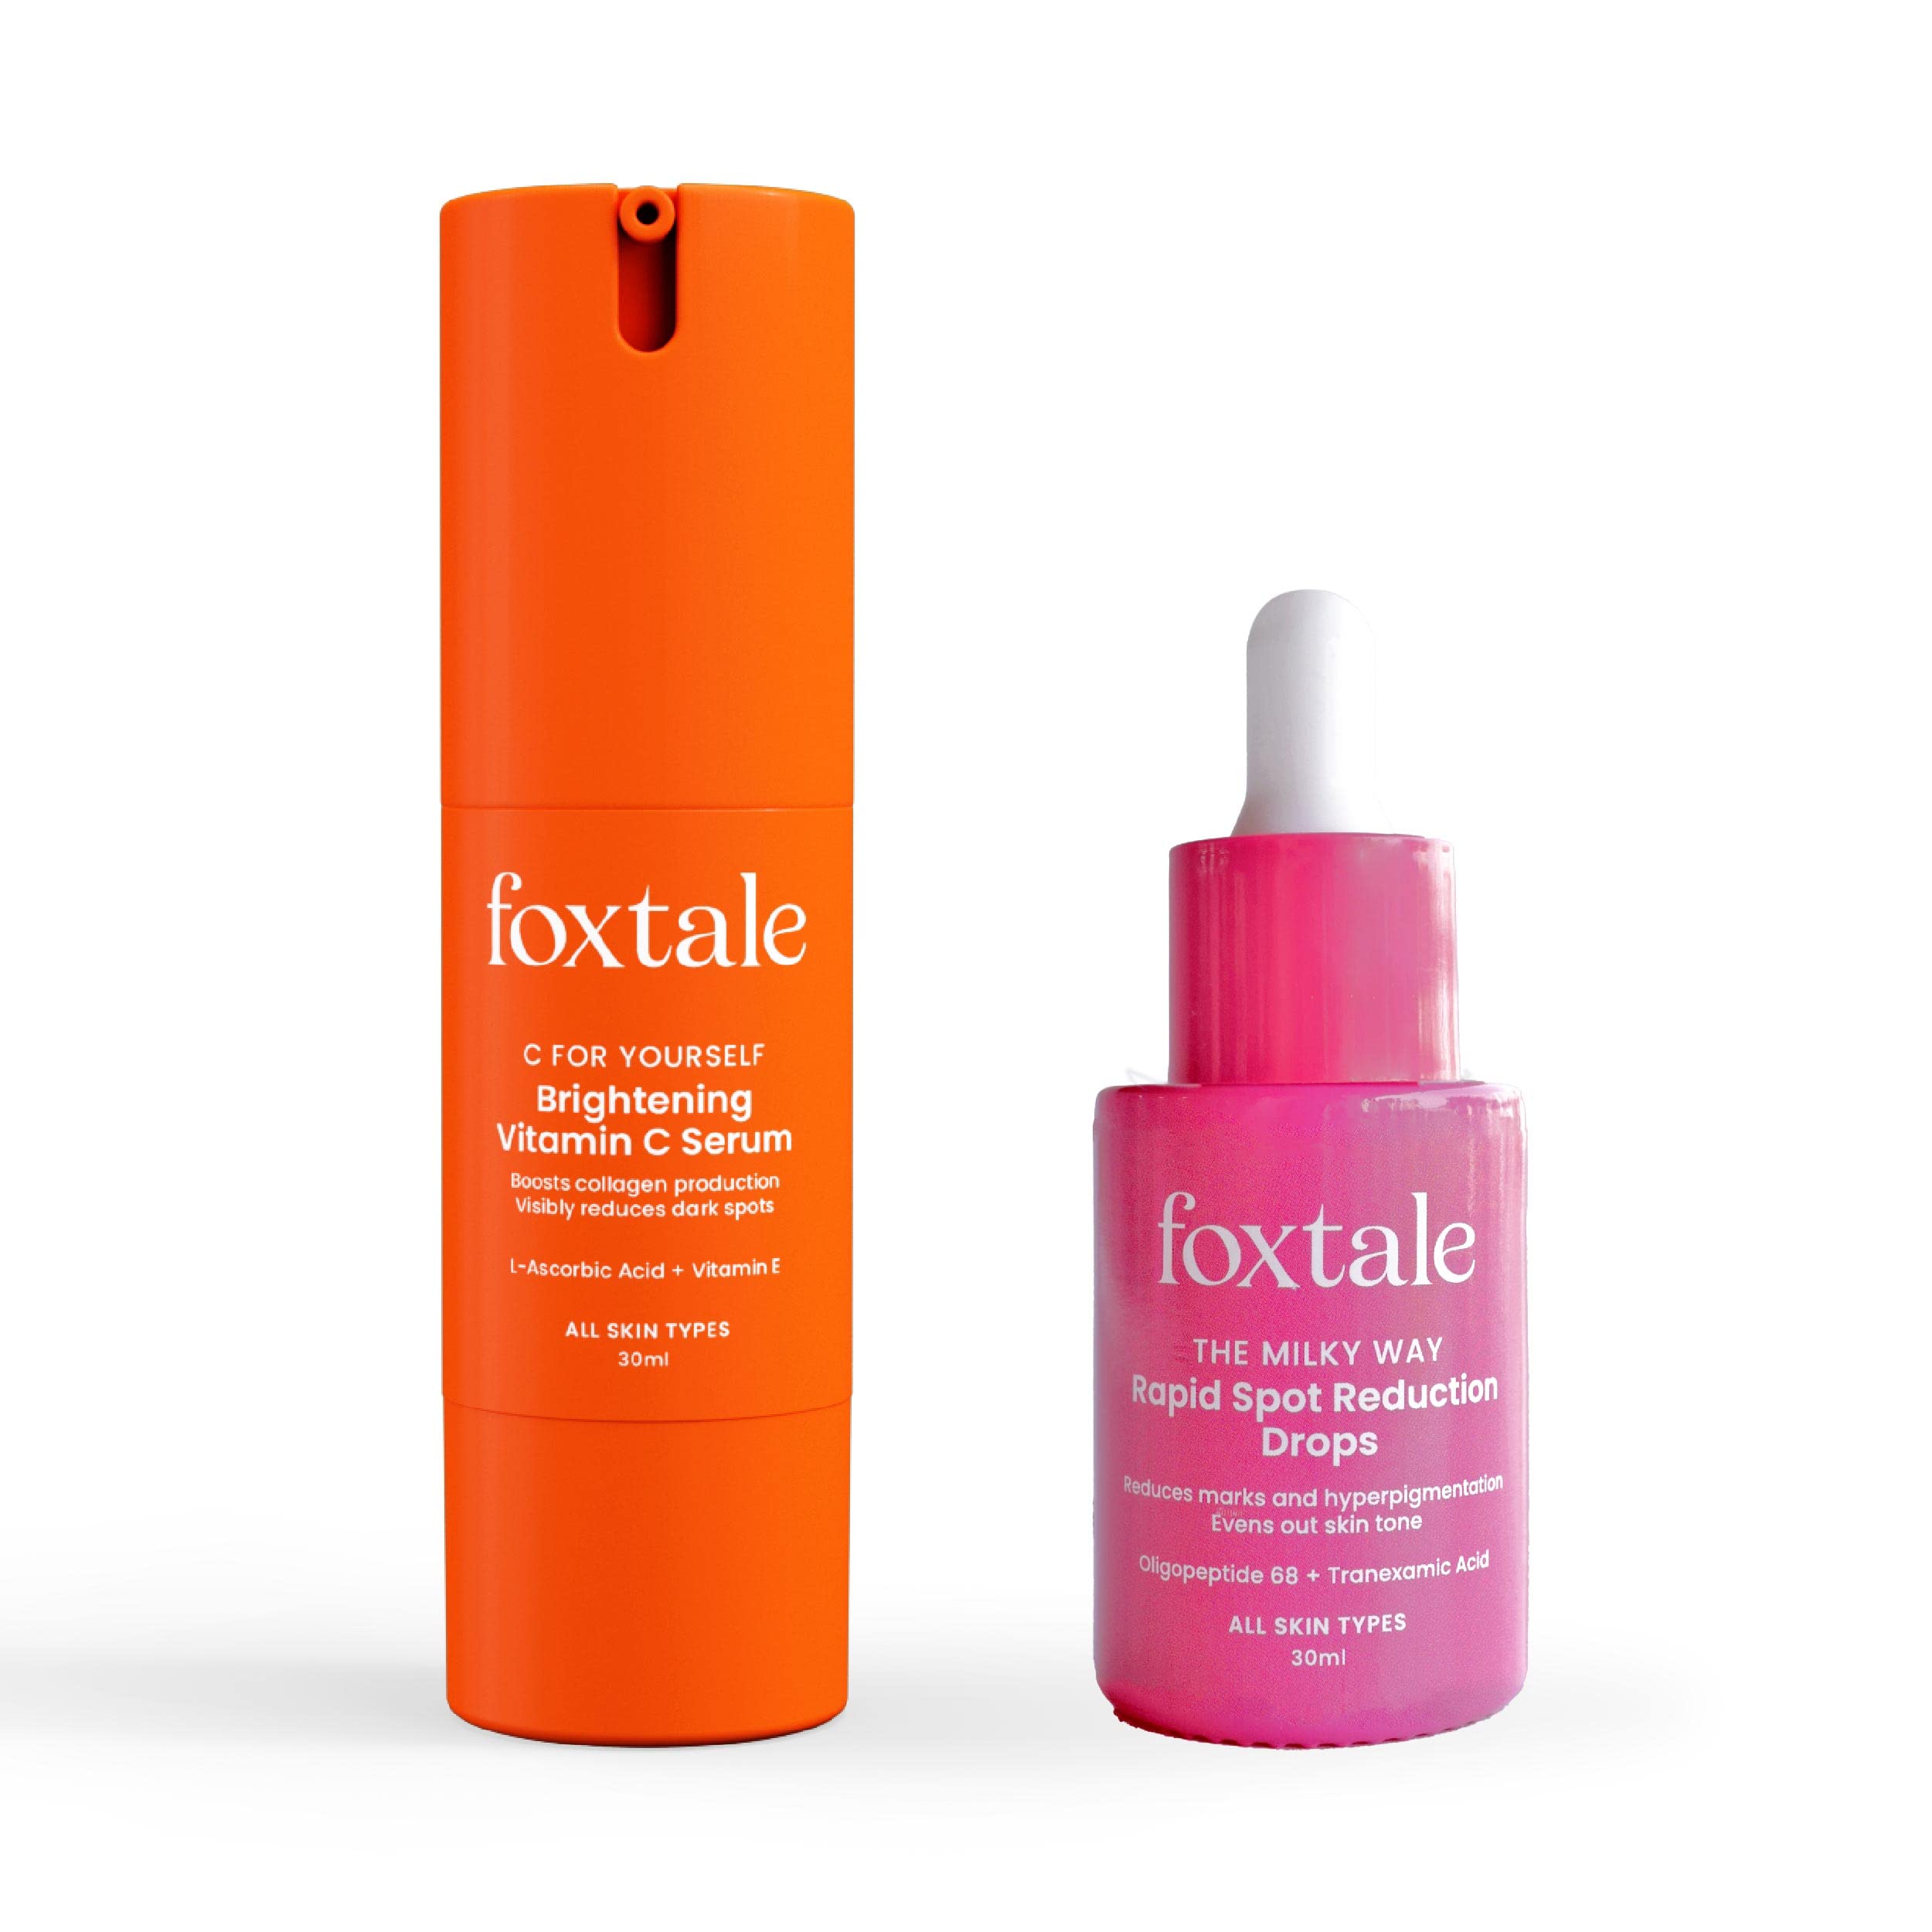 foxtale
C FOR YOURSELF
Brightening
Vitamin C Serum
Boosts collagen production
Visibly reduces dark spots
L-Ascorbic Acid + Vitamin E
ALL SKIN TYPES
30ml
foxtale
THE MILKY WAY
Rapid Spot Reduction
Drops
Reduces marks and hyperpigmentation
Evens out skin tone
Oligopeptide 68 + Tranexamic Acid
ALL SKIN TYPES
30ml